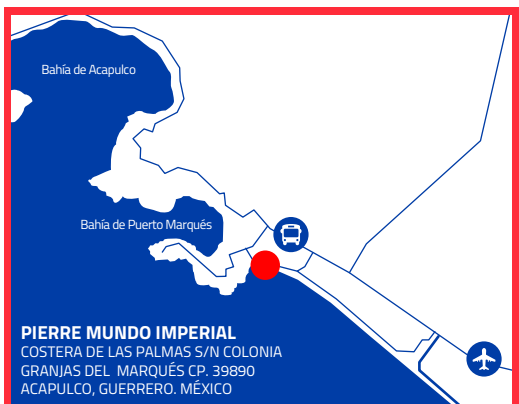 Bahía de Acapulco
Bahía de Puerto Marqués
PIERRE MUNDO IMPERIAL
COSTERA DE LAS PALMAS S/N COLONIA
GRANJAS DEL MARQUÉS CP. 39890
ACAPULCO, GUERRERO. MÉXICO